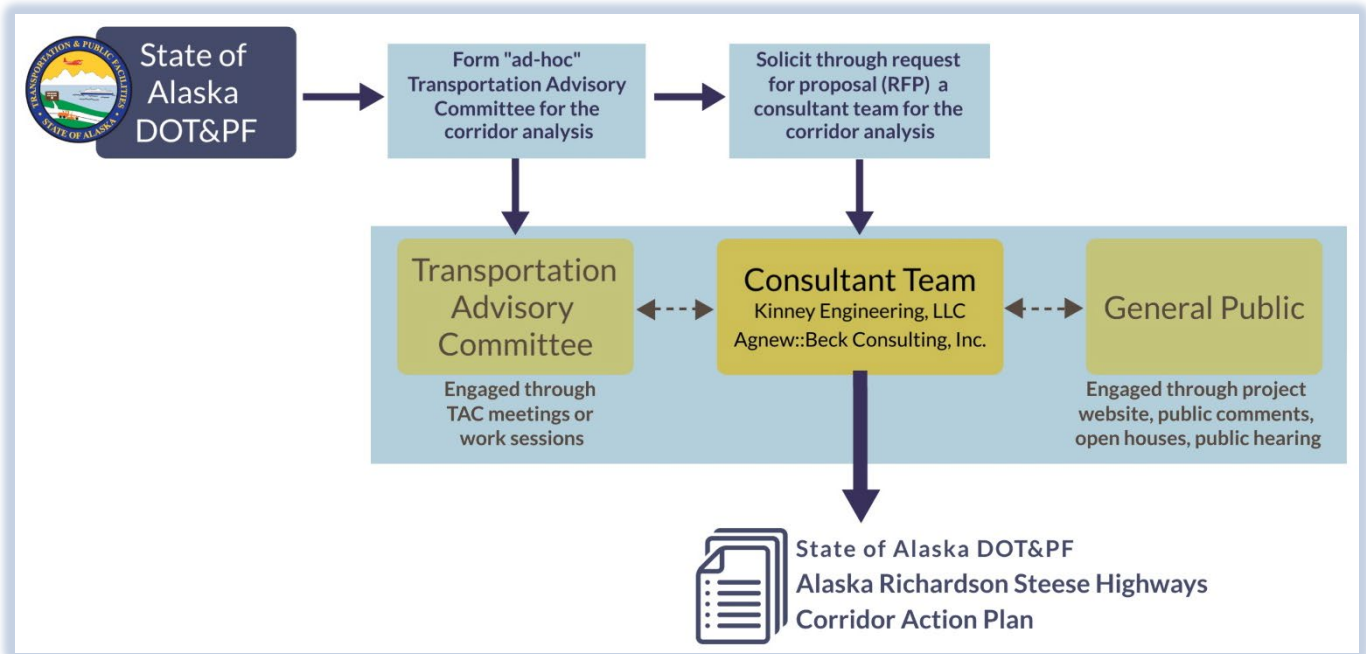 TRANSPORTATION & PUBLIC FACILITIES
STATE OF ALASKA
State of
Alaska
DOT&PF
Form "ad-hoc"
Transportation Advisory
Committee for the
corridor analysis
Solicit through request
for proposal (RFP) a
consultant team for the
corridor analysis
Transportation
Advisory
Committee
Engaged through
TAC meetings or
work sessions
Consultant Team
Kinney Engineering, LLC
Agnew::Beck Consulting, Inc.
General Public
Engaged through project
website, public comments,
open houses, public hearing
State of Alaska DOT&PF
Alaska Richardson Steese Highways
Corridor Action Plan